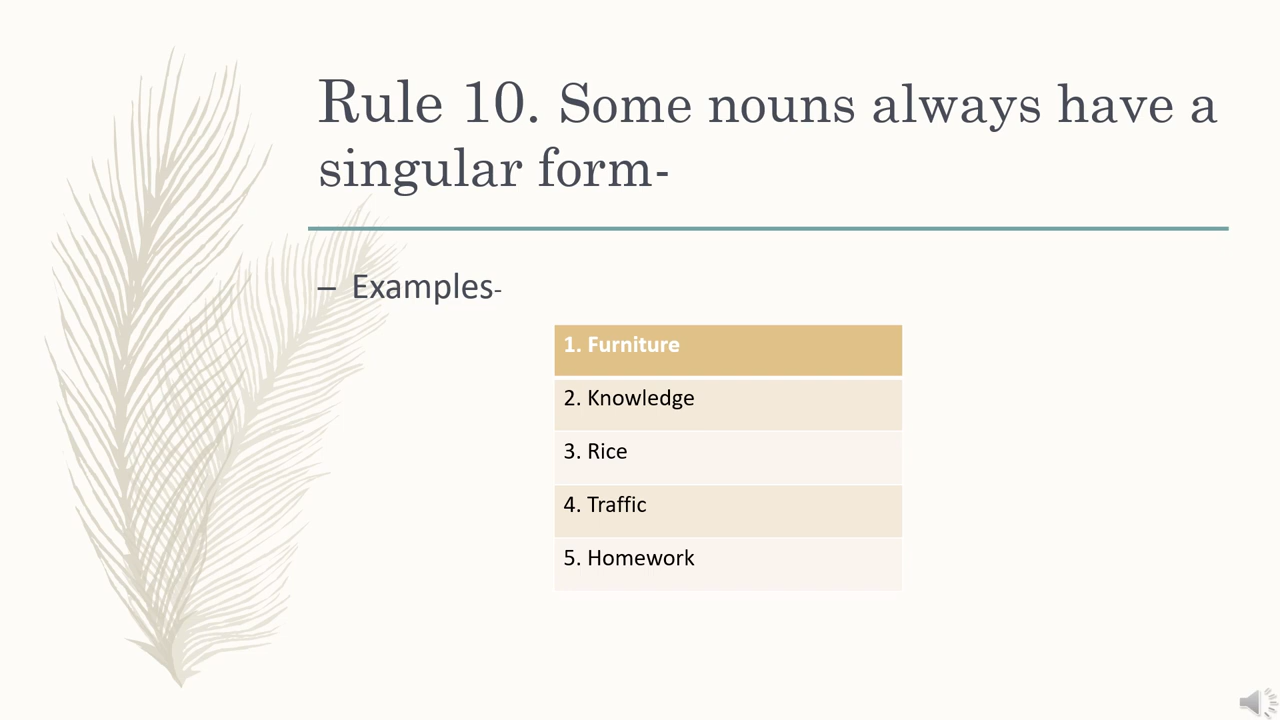 Rule 10. Some nouns always have a
singular form-
– Examples-
1. Furniture
2. Knowledge
3. Rice
4. Traffic
5. Homework